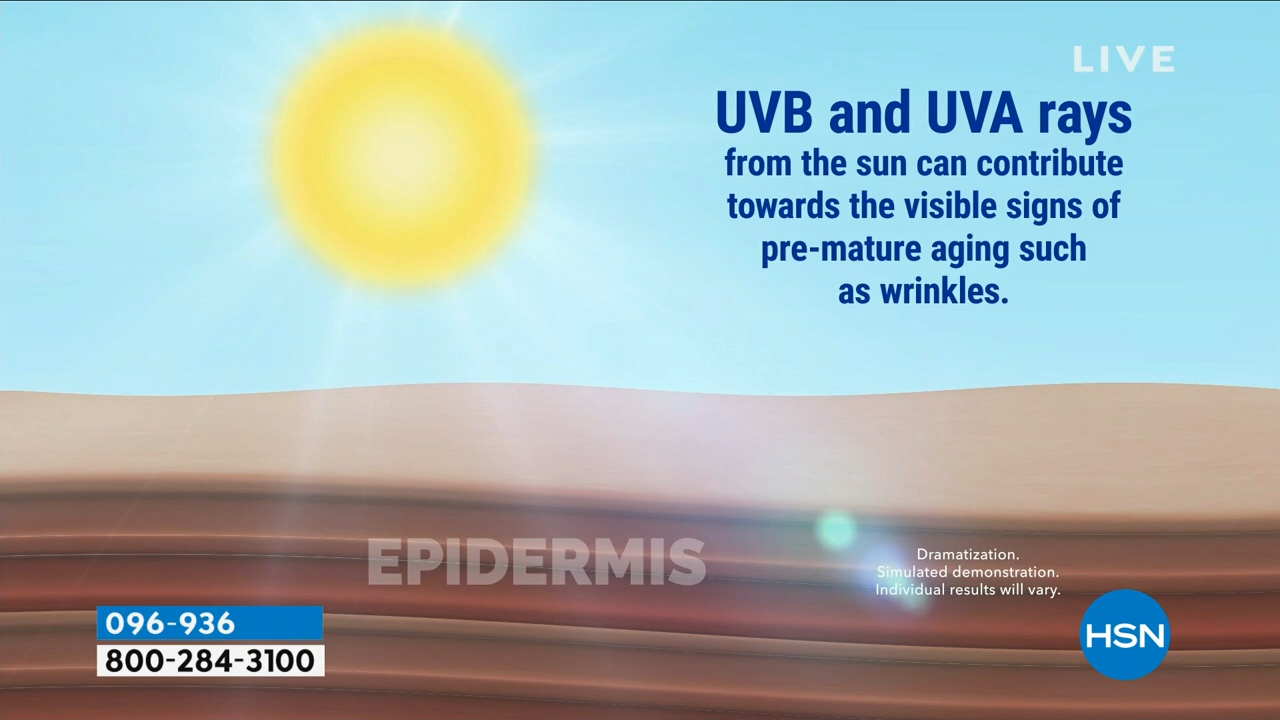 LIVE
UVB and UVA rays
from the sun can contribute
towards the visible signs of
pre-mature aging such
as wrinkles.
EPIDERMIS
Dramatization.
Simulated demonstration.
Individual results will vary.
096-936
800-284-3100
HSN